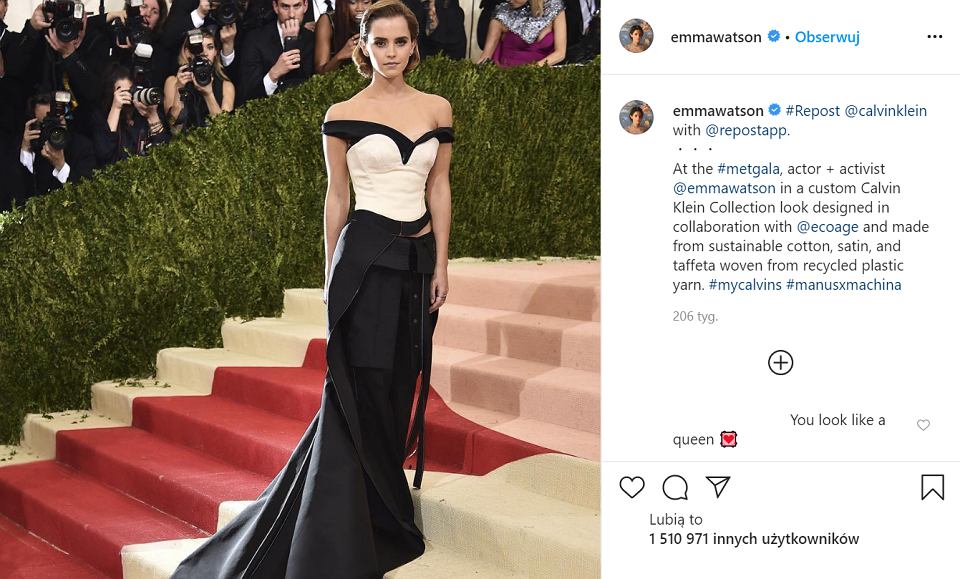 emmawatson • Obserwuj
emmawatson #Repost @calvinklein
with @repostapp.
・・・
At the #metgala, actor + activist
@emmawatson in a custom Calvin
Klein Collection look designed in
collaboration with @ecoage and made
from sustainable cotton, satin, and
taffeta woven from recycled plastic
yarn. #mycalvins #manusxmachina
206 tyg.
You look like a
queen 💟
Lubią to
1 510 971 innych użytkowników